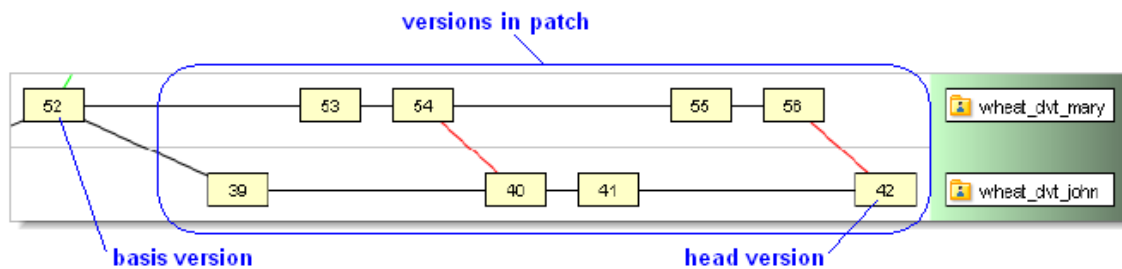 versions in patch
52 53 54 55 56 wheat_dvt_mary
39 40 41 42 wheat_dvt_john
basis version head version